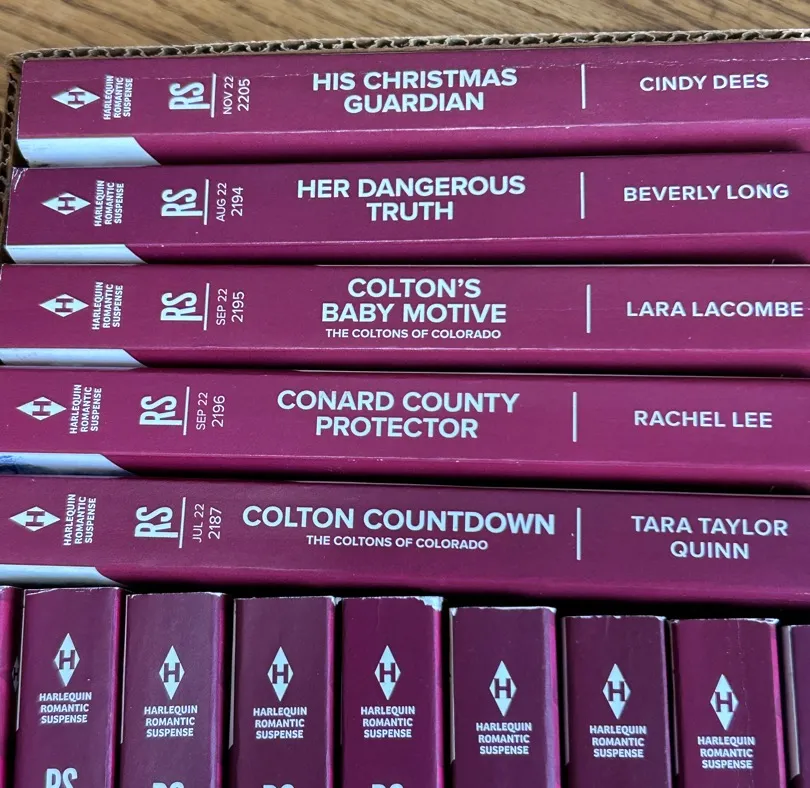 H
HARLEQUIN
ROMANTIC
SUSPENSE
RS
NOV 22
2205
HIS CHRISTMAS
GUARDIAN
CINDY DEES
H
HARLEQUIN
ROMANTIC
SUSPENSE
RS
AUG 22
2194
HER DANGEROUS
TRUTH
BEVERLY LONG
H
HARLEQUIN
ROMANTIC
SUSPENSE
RS
SEP 22
2195
COLTON'S
BABY MOTIVE
THE COLTONS OF COLORADO
LARA LACOMBE
H
HARLEQUIN
ROMANTIC
SUSPENSE
RS
SEP 22
2196
CONARD COUNTY
PROTECTOR
RACHEL LEE
H
HARLEQUIN
ROMANTIC
SUSPENSE
RS
JUL 22
2187
COLTON COUNTDOWN
THE COLTONS OF COLORADO
TARA TAYLOR
QUINN
H
HARLEQUIN
ROMANTIC
SUSPENSE
RS
H
HARLEQUIN
ROMANTIC
SUSPENSE
RS
H
HARLEQUIN
ROMANTIC
SUSPENSE
RS
H
HARLEQUIN
ROMANTIC
SUSPENSE
RS
H
HARLEQUIN
ROMANTIC
SUSPENSE
H
HARLEQUIN
ROMANTIC
SUSPENSE
H
HARLEQUIN
ROMANTIC
SUSPENSE